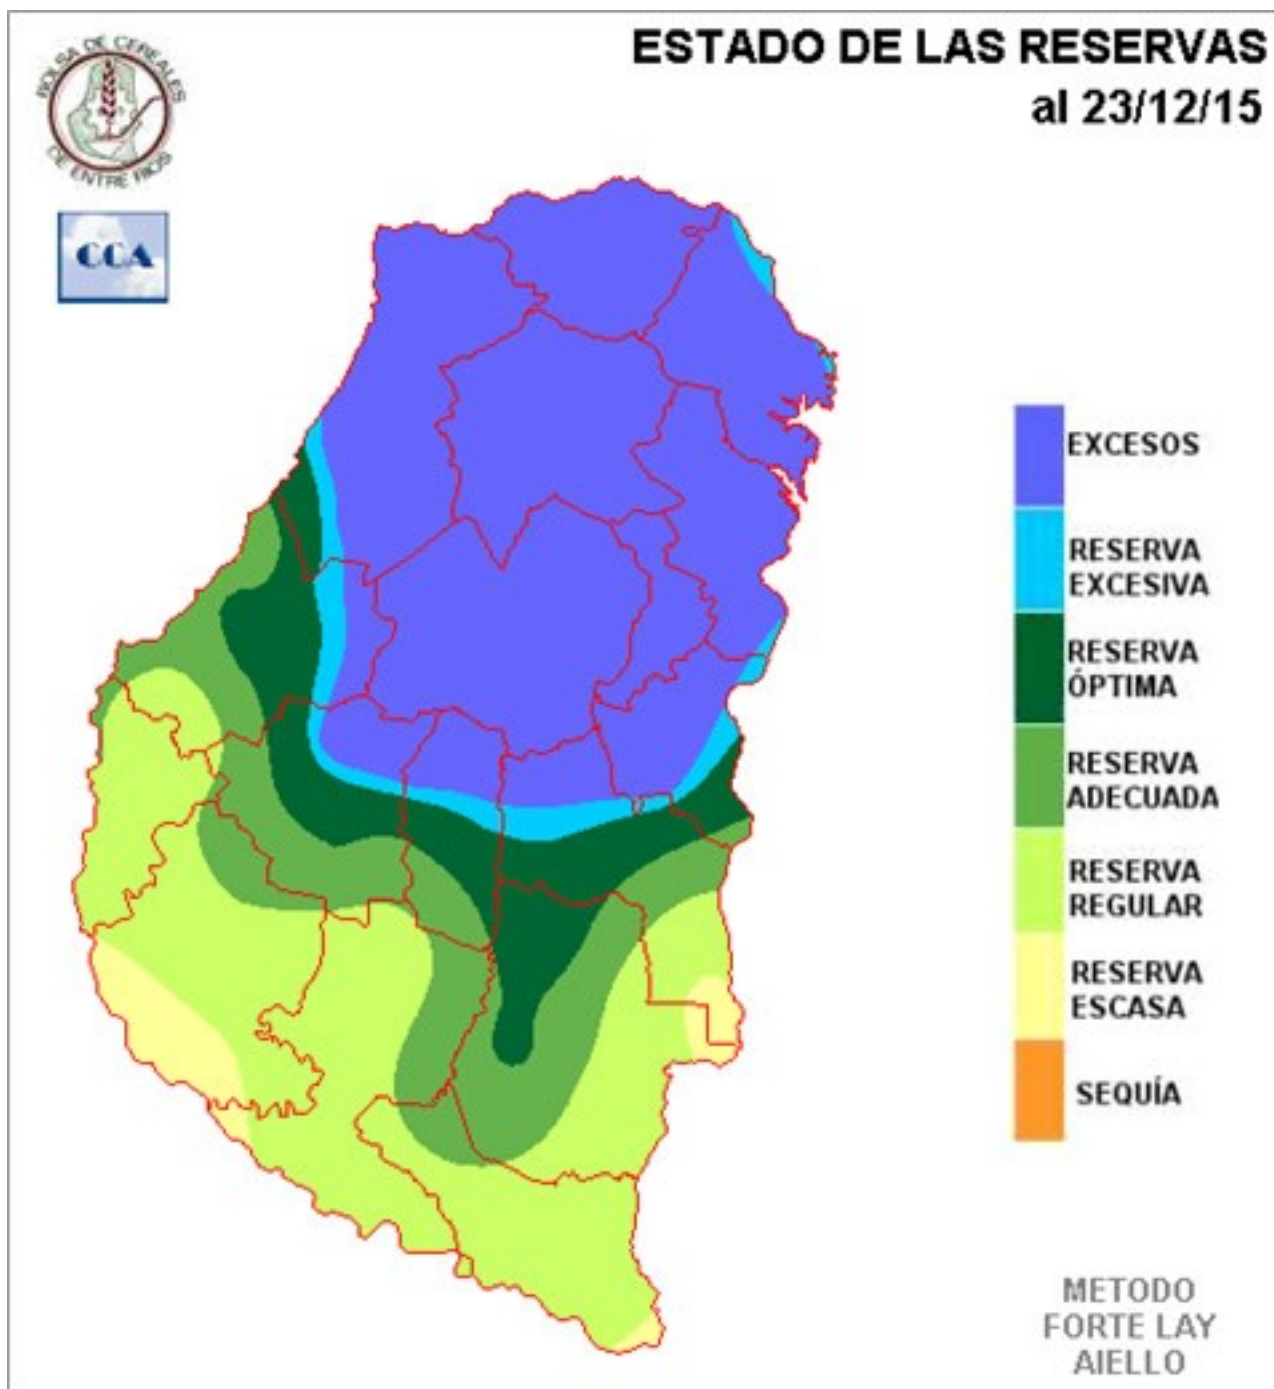 ESTADO DE LAS RESERVAS
al 23/12/15
BOLSA DE CEREALES
DE ENTRE RIOS
CCA
EXCESOS
RESERVA
EXCESIVA
RESERVA
ÓPTIMA
RESERVA
ADECUADA
RESERVA
REGULAR
RESERVA
ESCASA
SEQUÍA
METODO
FORTE LAY
AIELLO